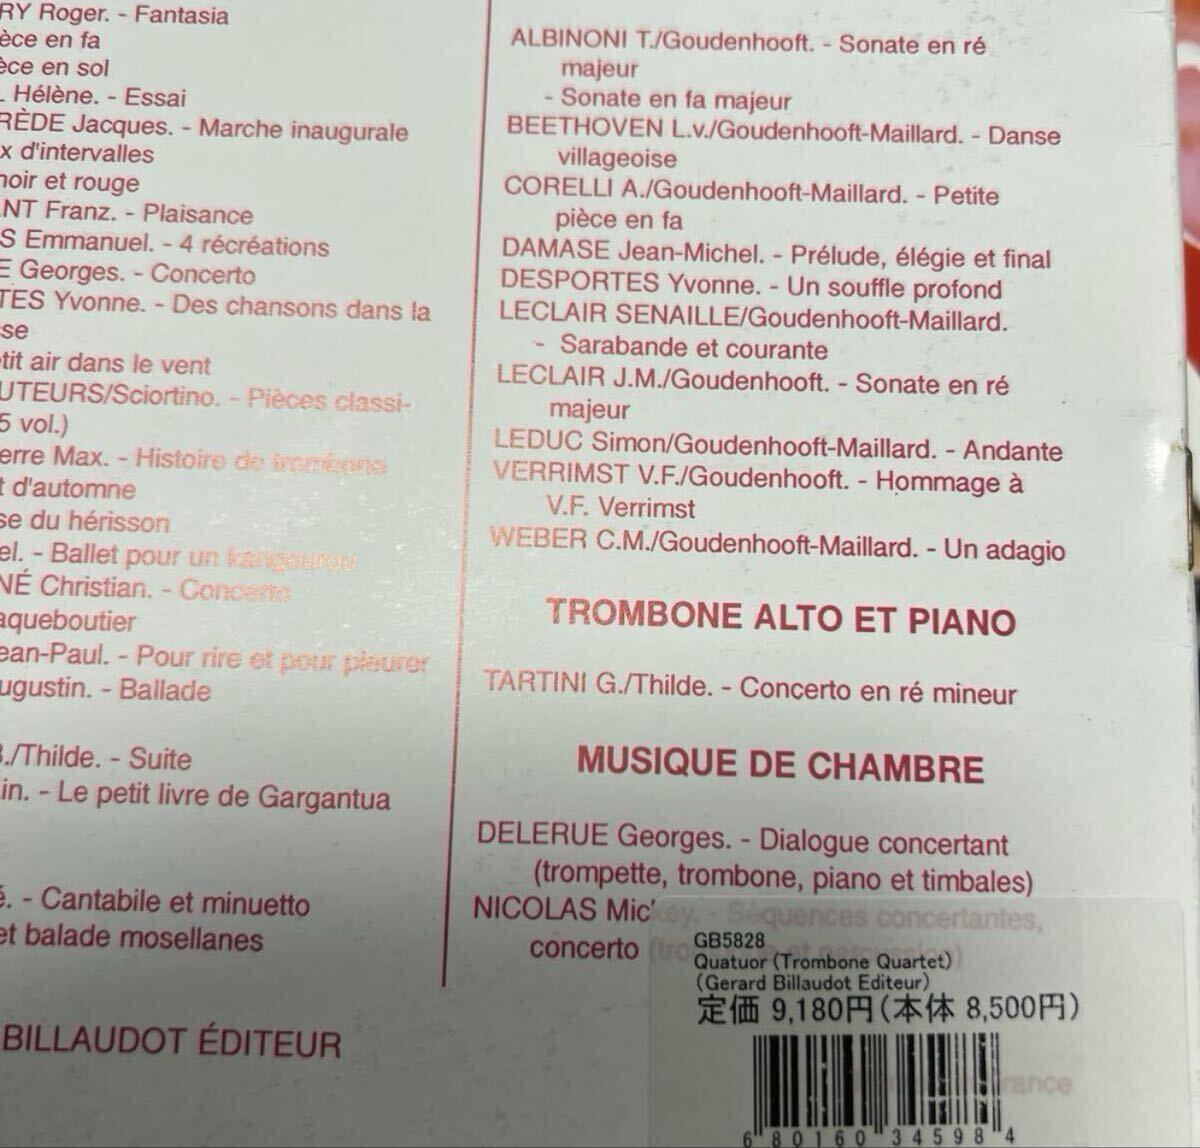 RY Roger. - Fantasia
èce en fa
èce en sol
. Hélène. - Essai
RÈDE Jacques. - Marche inaugurale
x d'intervalles
noir et rouge
NT Franz. - Plaisance
S Emmanuel. - 4 récréations
E Georges. - Concerto
TES Yvonne. - Des chansons dans la
sse
tit air dans le vent
UTEURS/Sciortino. - Pièces classi-
5 vol.)
erre Max. - Histoire de trombone
t d'automne
se du hérisson
el. - Ballet pour un kangourou
NÉ Christian. - Concerto
aqueboutier
ean-Paul. - Pour rire et pour pleurer
ugustin. - Ballade
./Thilde. - Suite
in. - Le petit livre de Gargantua
é. - Cantabile et minuetto
et balade mosellanes
BILLAUDOT ÉDITEUR
ALBINONI T./Goudenhooft. - Sonate en ré
majeur
- Sonate en fa majeur
BEETHOVEN L.v./Goudenhooft-Maillard. - Danse
villageoise
CORELLI A./Goudenhooft-Maillard. - Petite
pièce en fa
DAMASE Jean-Michel. - Prélude, élégie et final
DESPORTES Yvonne. - Un souffle profond
LECLAIR SENAILLE/Goudenhooft-Maillard.
- Sarabande et courante
LECLAIR J.M./Goudenhooft. - Sonate en ré
majeur
LEDUC Simon/Goudenhooft-Maillard. - Andante
VERRIMST V.F./Goudenhooft. - Hommage à
V.F. Verrimst
WEBER C.M./Goudenhooft-Maillard. - Un adagio
TROMBONE ALTO ET PIANO
TARTINI G./Thilde. - Concerto en ré mineur
MUSIQUE DE CHAMBRE
DELERUE Georges. - Dialogue concertant
(trompette, trombone, piano et timbales)
NICOLAS Mickey. - Séquences concertantes,
concerto
GB5828
Quatuor (Trombone Quartet)
(Gerard Billaudot Editeur)
定価 9,180円(本体 8,500円)
6 80160 34598 4